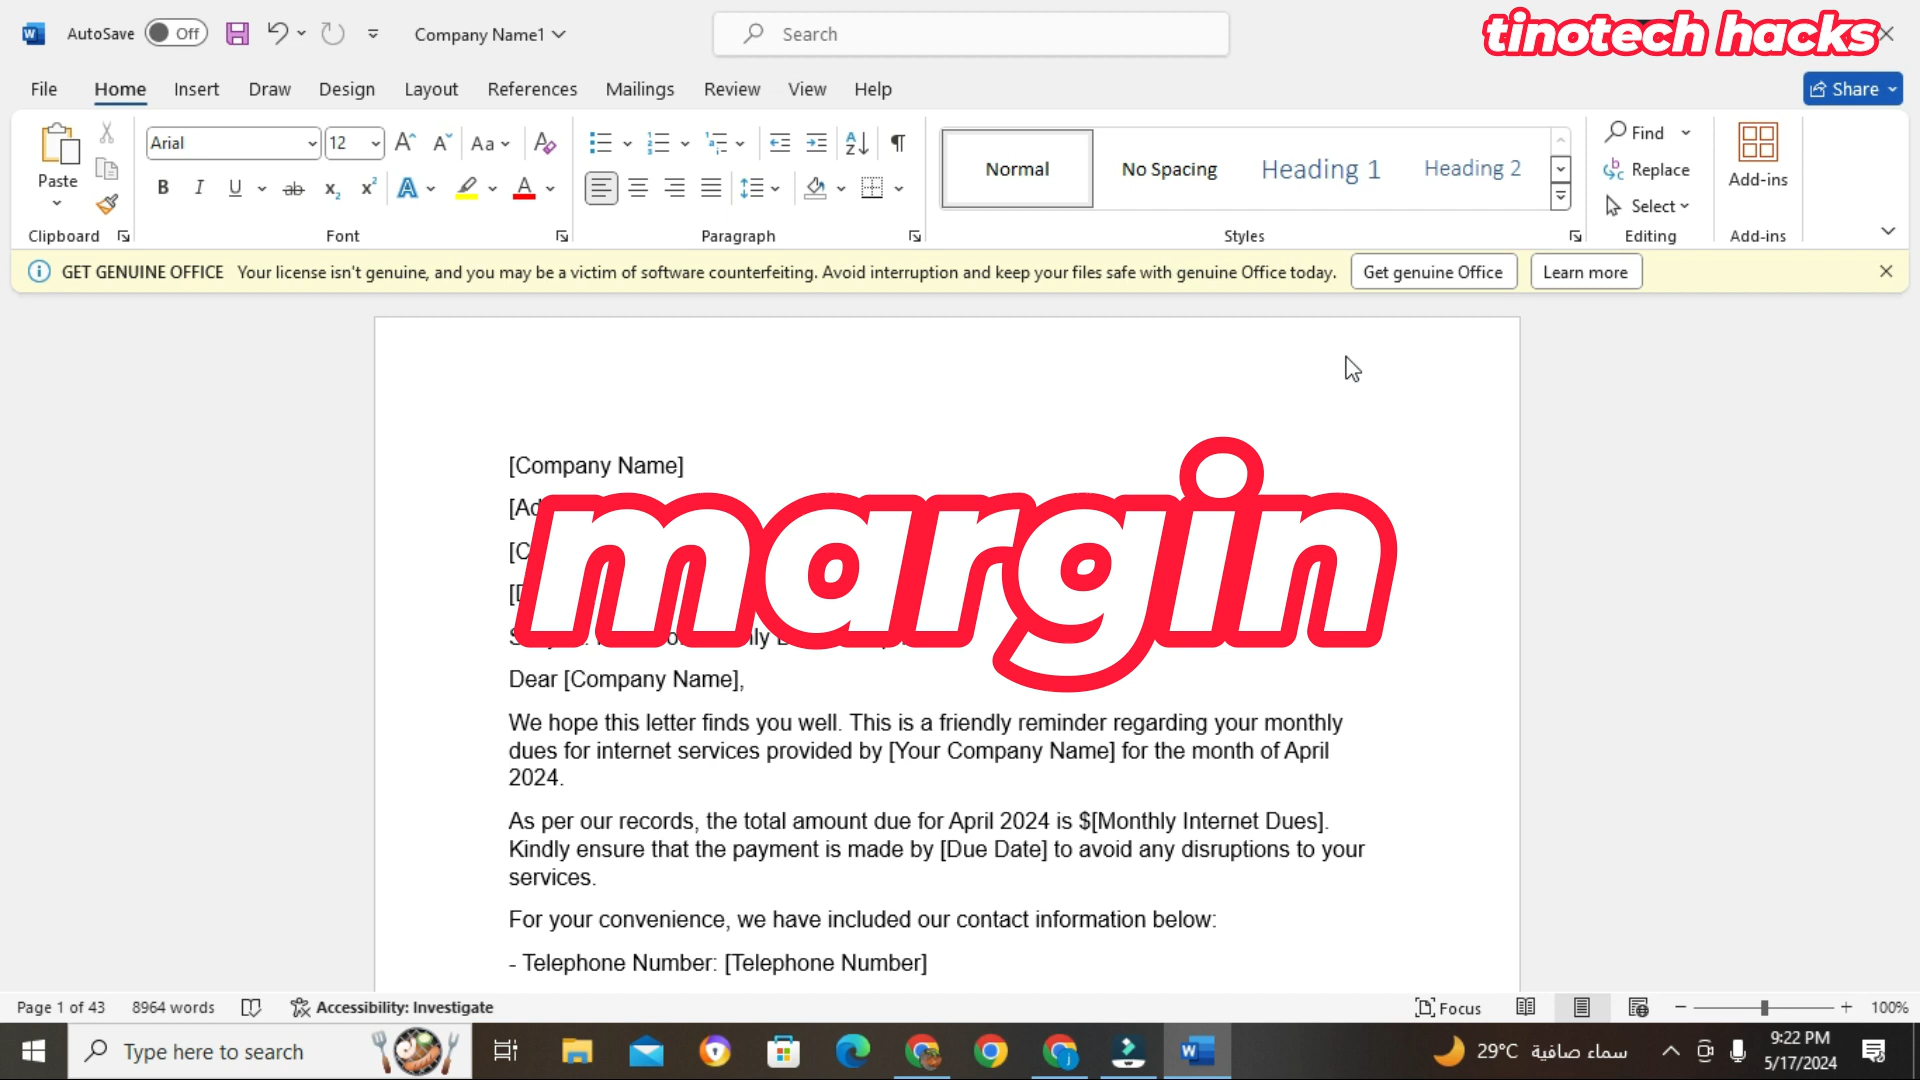 AutoSave Off Company Name1 Search tinotech hacks
File Home Insert Draw Design Layout References Mailings Review View Help Share
Paste Arial 12 Aa Normal No Spacing Heading 1 Heading 2 Find Replace Select Add-ins
Clipboard Font Paragraph Styles Editing Add-ins
GET GENUINE OFFICE Your license isn't genuine, and you may be a victim of software counterfeiting. Avoid interruption and keep your files safe with genuine Office today. Get genuine Office Learn more
[Company Name]
margin
Dear [Company Name],
We hope this letter finds you well. This is a friendly reminder regarding your monthly
dues for internet services provided by [Your Company Name] for the month of April
2024.
As per our records, the total amount due for April 2024 is $[Monthly Internet Dues].
Kindly ensure that the payment is made by [Due Date] to avoid any disruptions to your
services.
For your convenience, we have included our contact information below:
- Telephone Number: [Telephone Number]
Page 1 of 43 8964 words Accessibility: Investigate Focus 100%
Type here to search 29°C سماء صافية 9:22 PM
5/17/2024